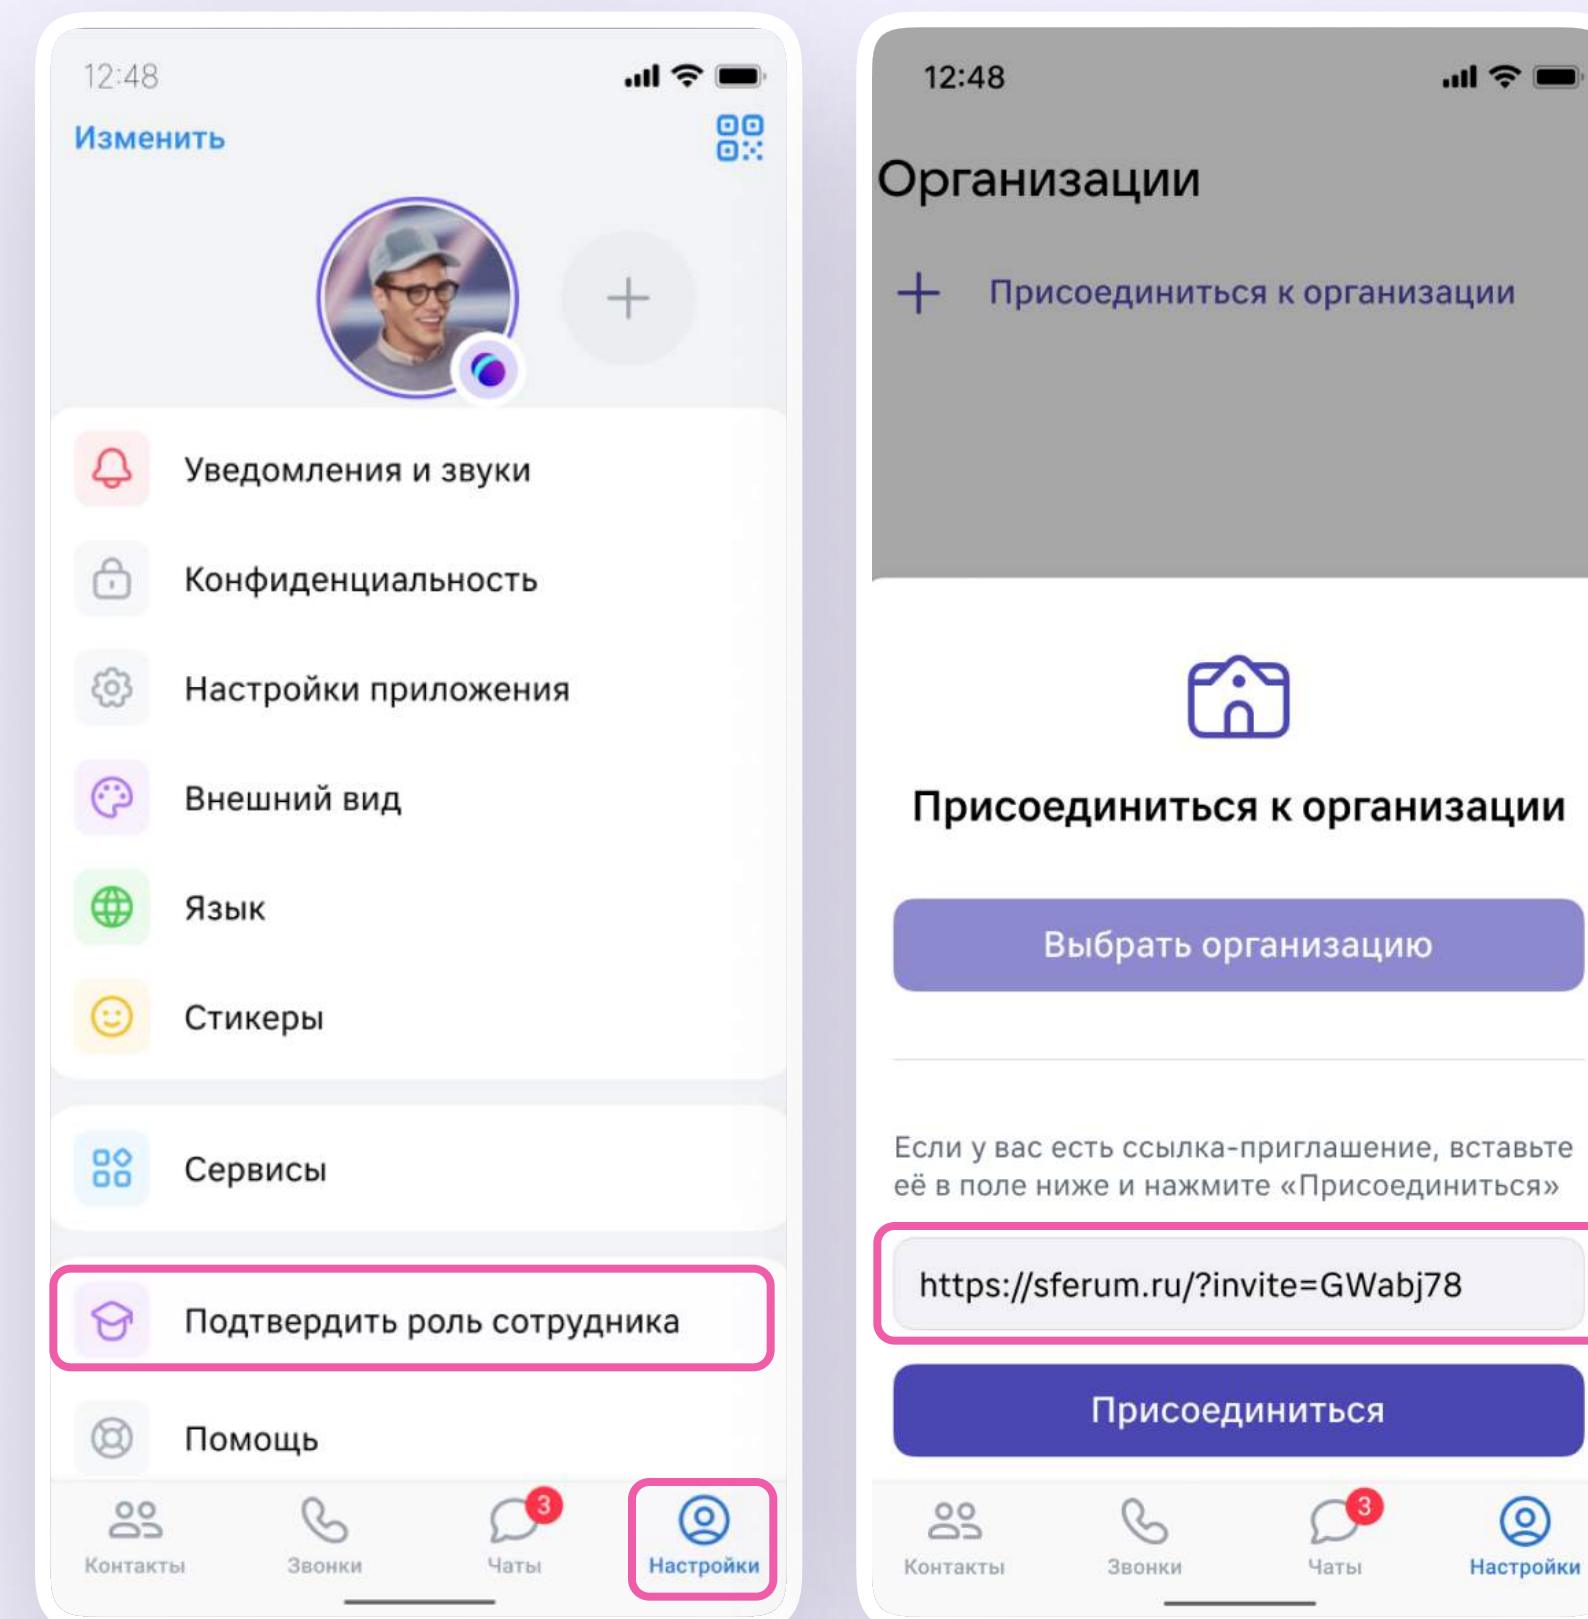 12:48
Изменить
Уведомления и звуки
Конфиденциальность
Настройки приложения
Внешний вид
Язык
Стикеры
Сервисы
Подтвердить роль сотрудника
Помощь
Контакты
Звонки
3
Чаты
Настройки
12:48
Организации
Присоединиться к организации
Присоединиться к организации
Выбрать организацию
Если у вас есть ссылка-приглашение, вставьте
её в поле ниже и нажмите «Присоединиться»
https://sferum.ru/?invite=GWabj78
Присоединиться
Контакты
Звонки
3
Чаты
Настройки